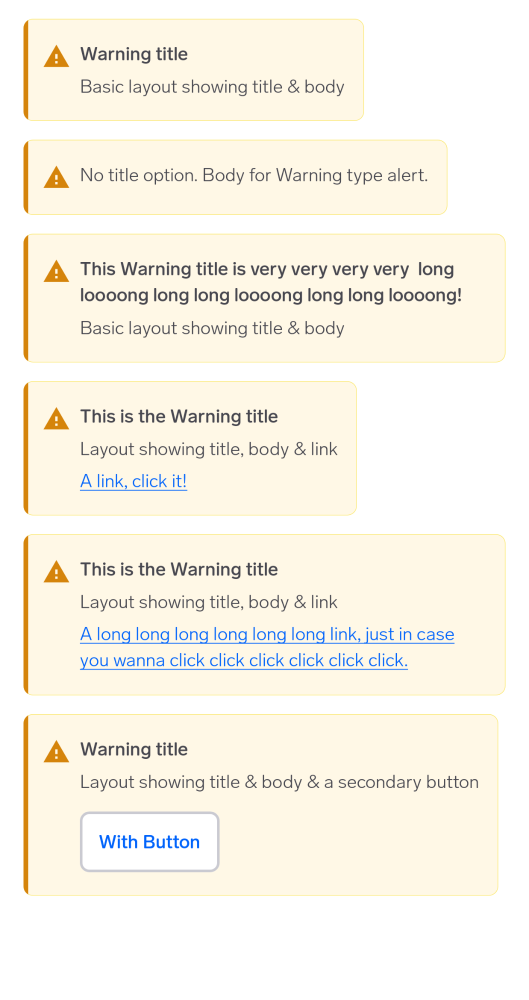 Warning title
Basic layout showing title & body
No title option. Body for Warning type alert.
This Warning title is very very very very  long
loooong long long loooong long long loooong!
Basic layout showing title & body
This is the Warning title
Layout showing title, body & link
A link, click it!
This is the Warning title
Layout showing title, body & link
A long long long long long long link, just in case
you wanna click click click click click click.
Warning title
Layout showing title & body & a secondary button
With Button